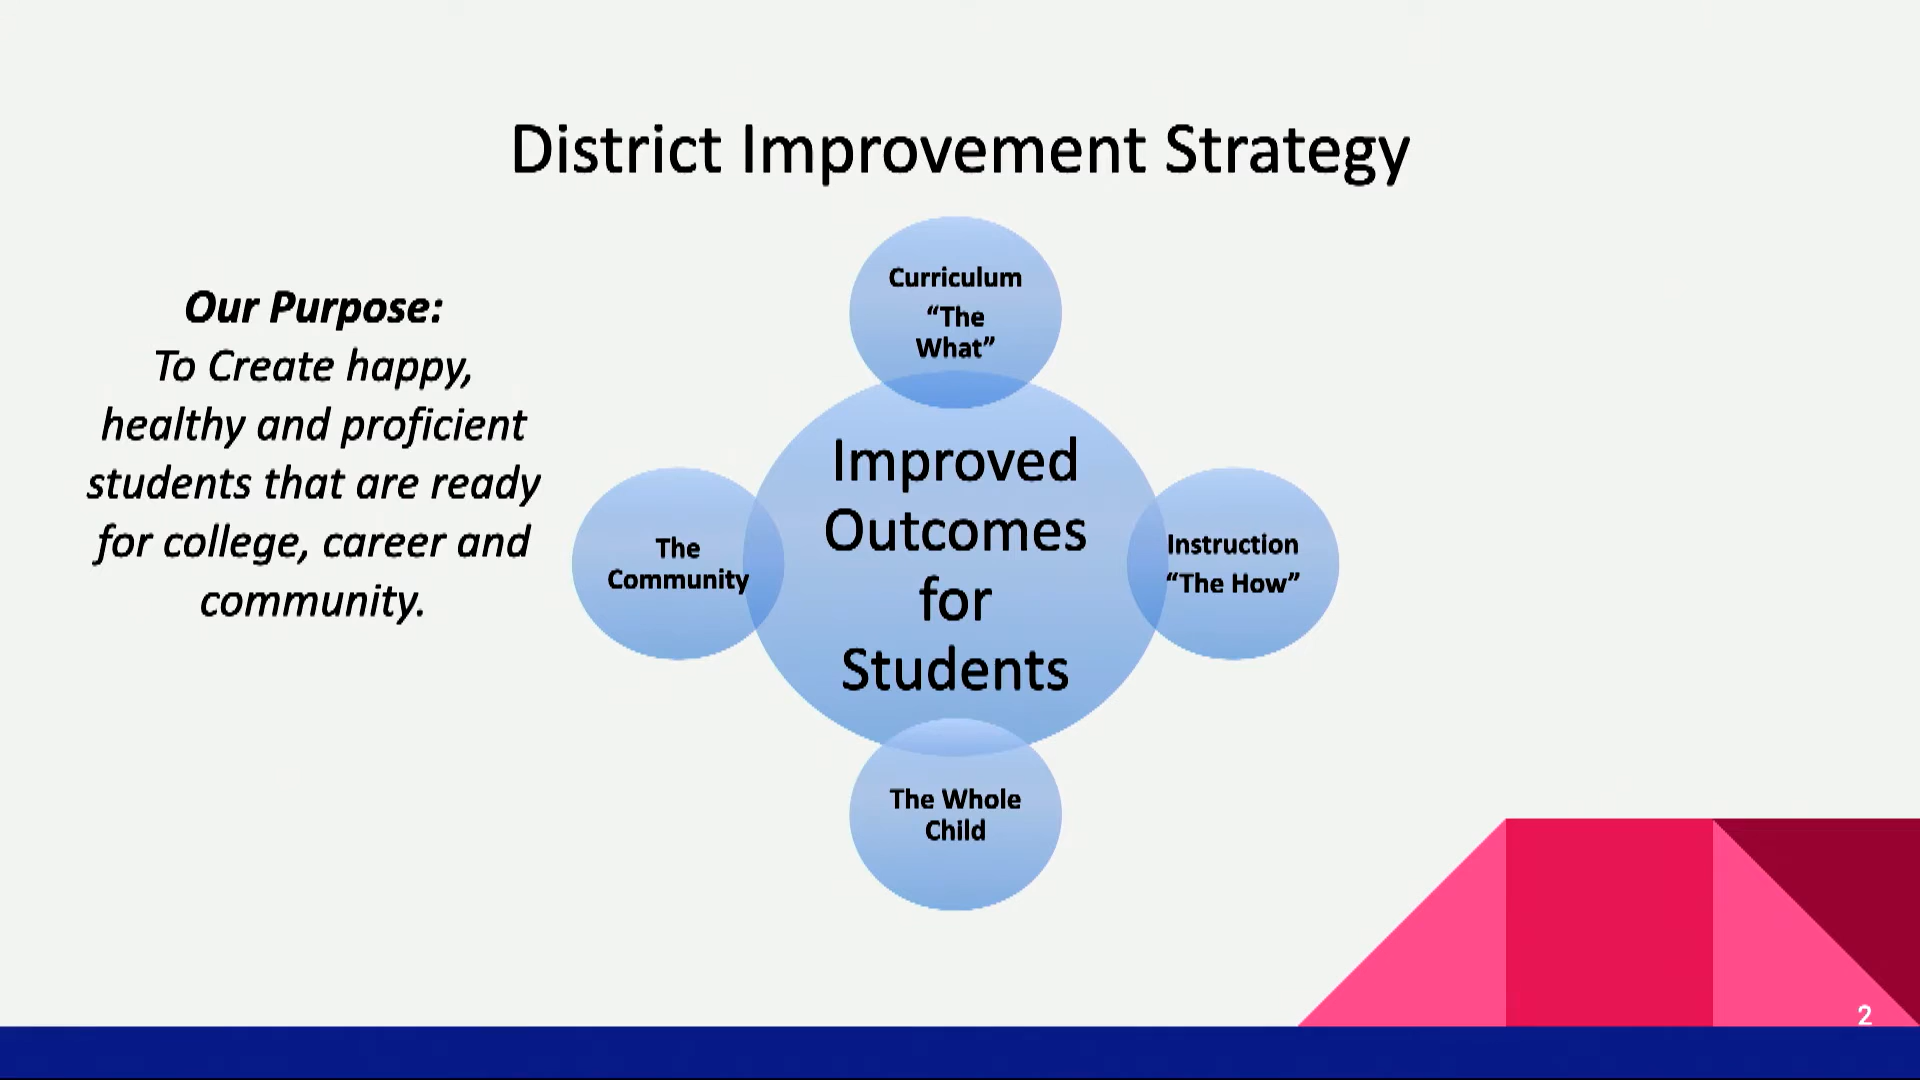 District Improvement Strategy
Our Purpose:
To Create happy,
healthy and proficient
students that are ready
for college, career and
community.
Curriculum
“The
What”
Improved
Outcomes
for
Students
The
Community
Instruction
“The How”
The Whole
Child
2